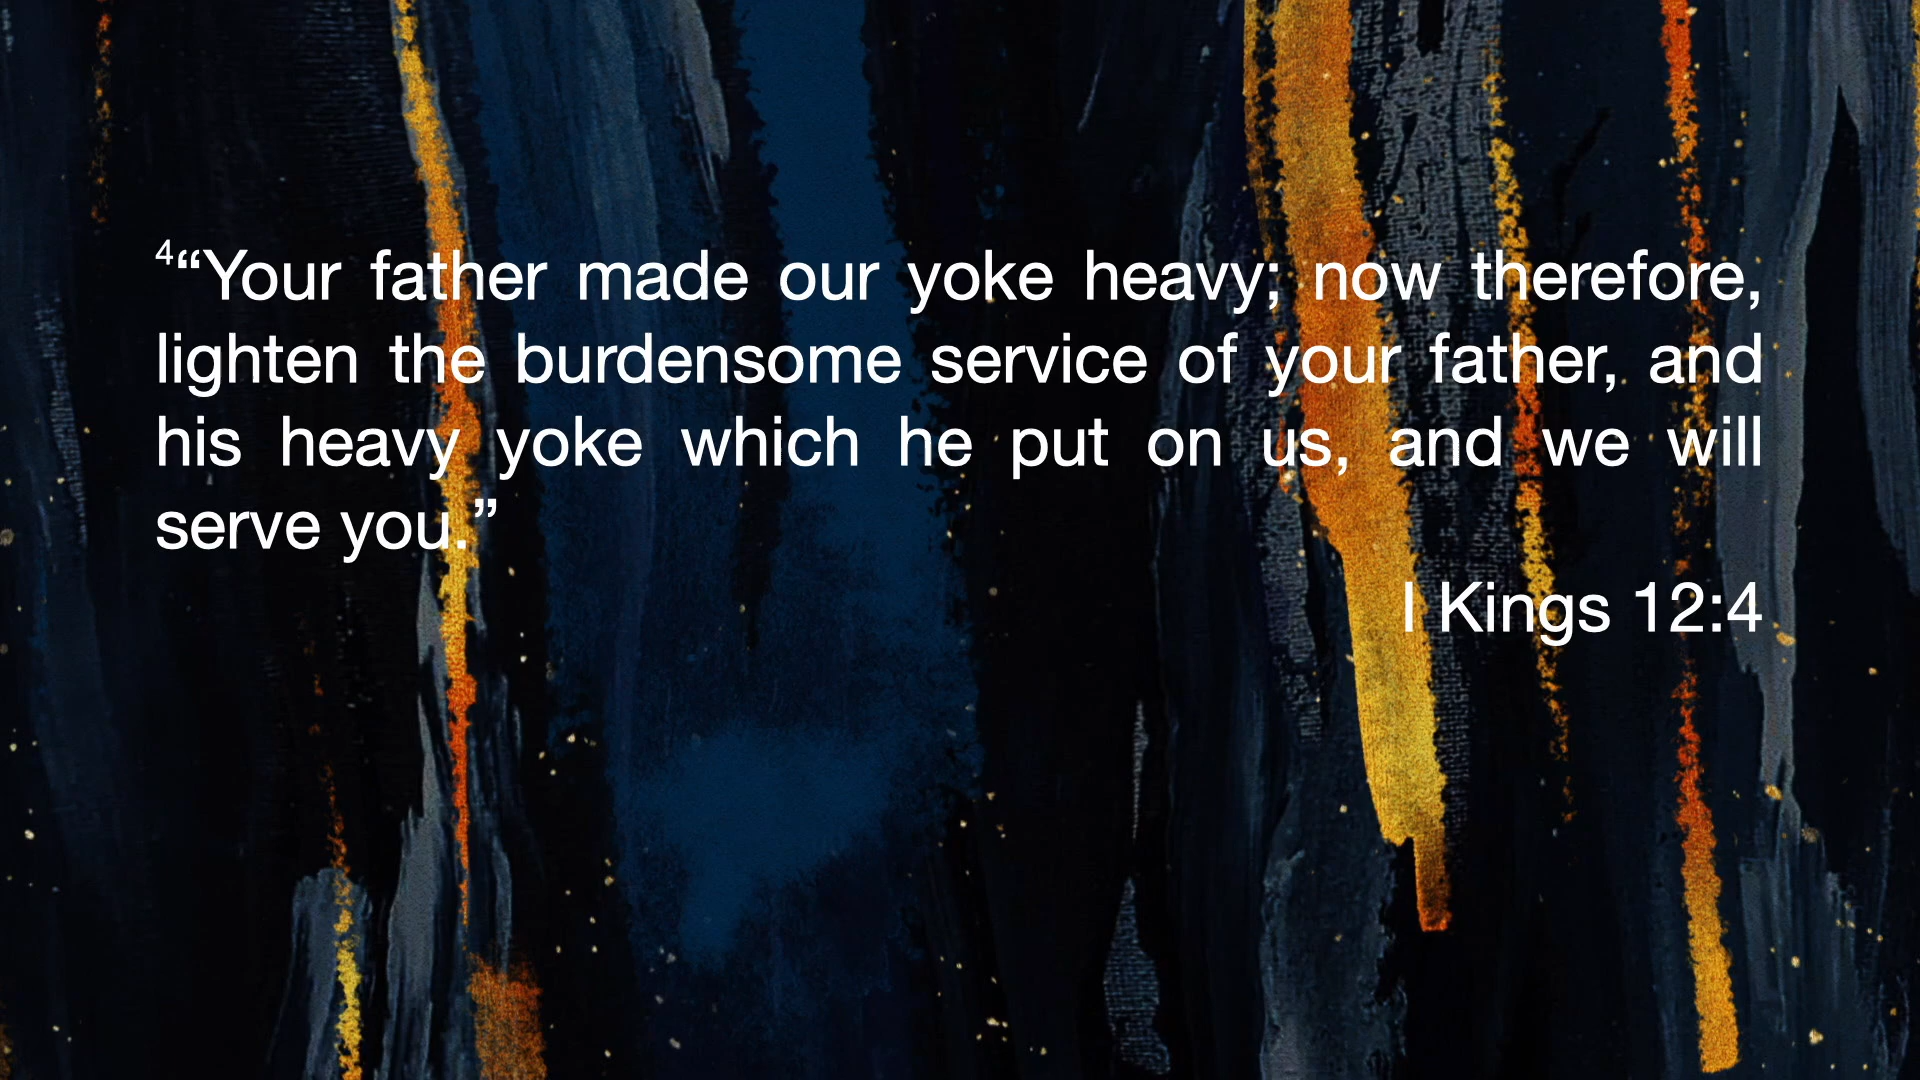 4“Your father made our yoke heavy; now therefore,
lighten the burdensome service of your father, and
his heavy yoke which he put on us, and we will
serve you.”
I Kings 12:4